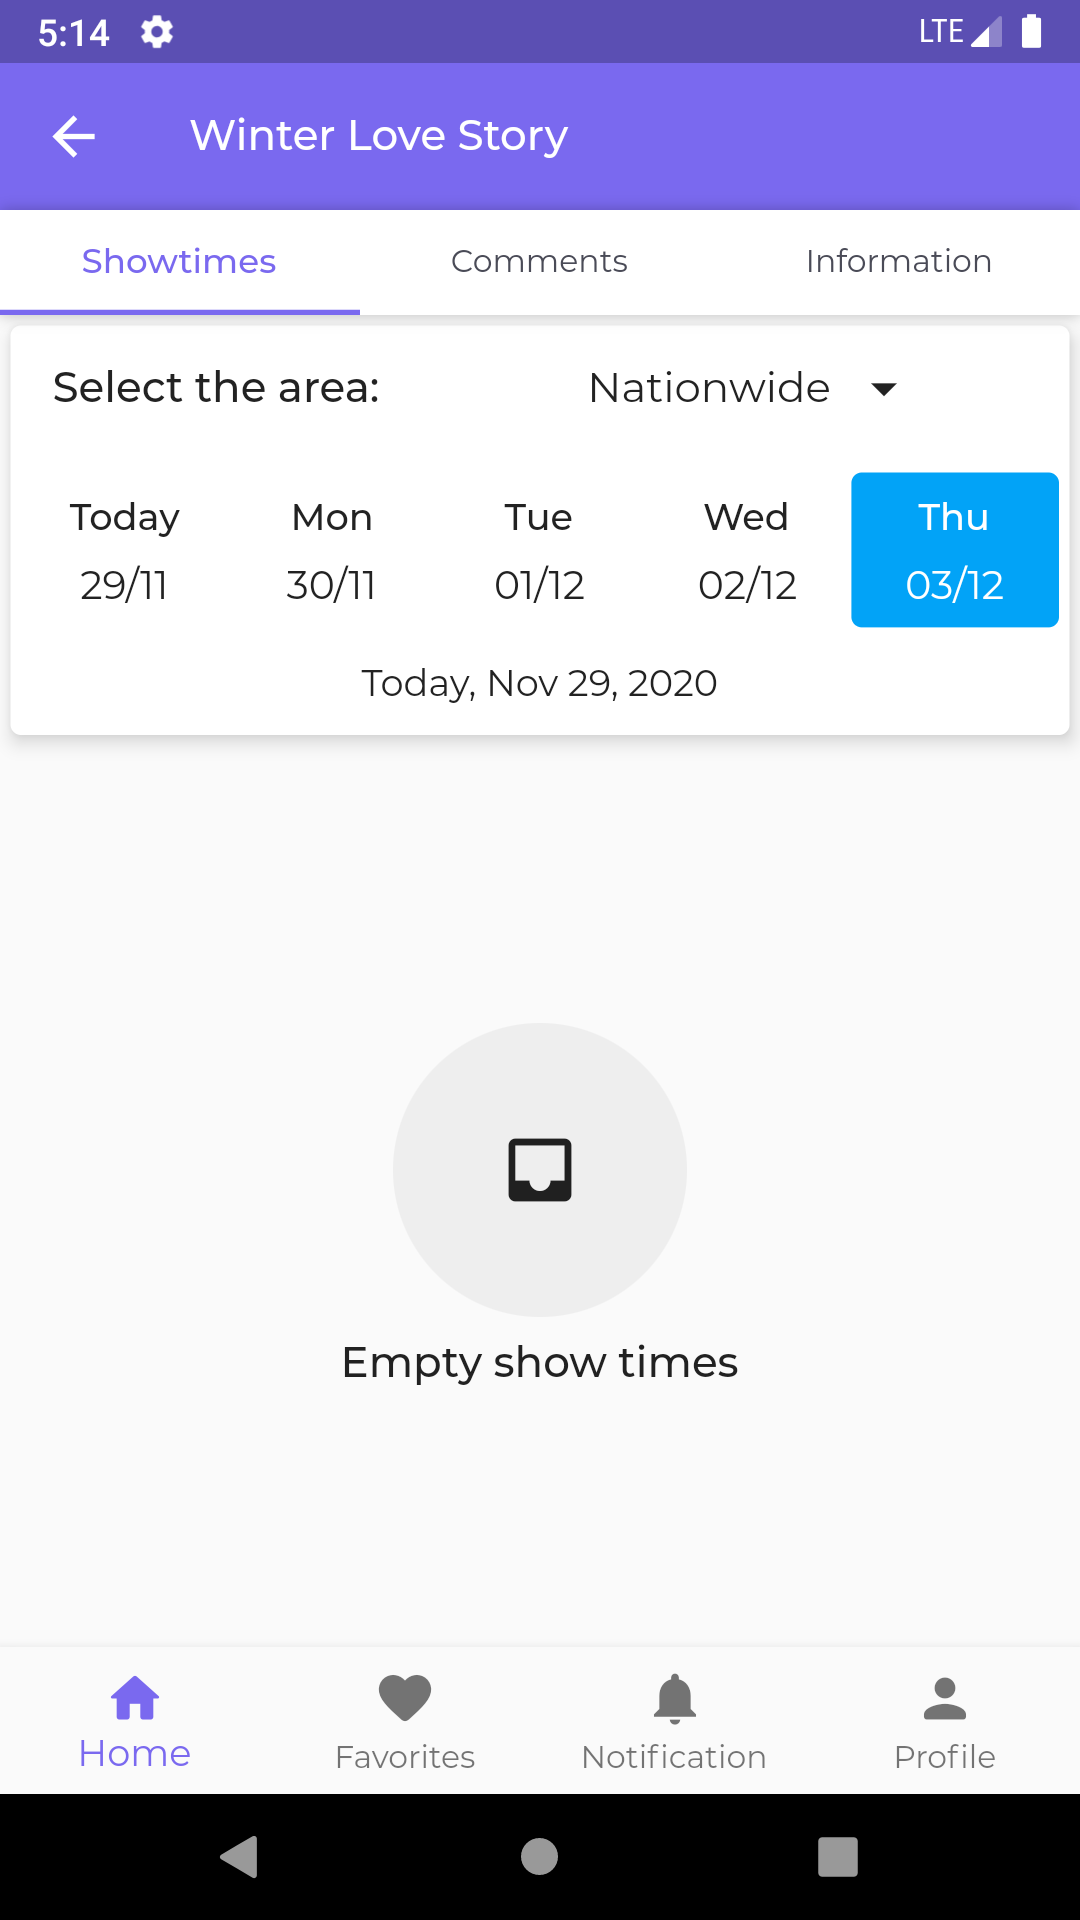 5:14 LTE
Winter Love Story
Showtimes Comments Information
Select the area: Nationwide
Today Mon Tue Wed Thu
29/11 30/11 01/12 02/12 03/12
Today, Nov 29, 2020
Empty show times
Home Favorites Notification Profile